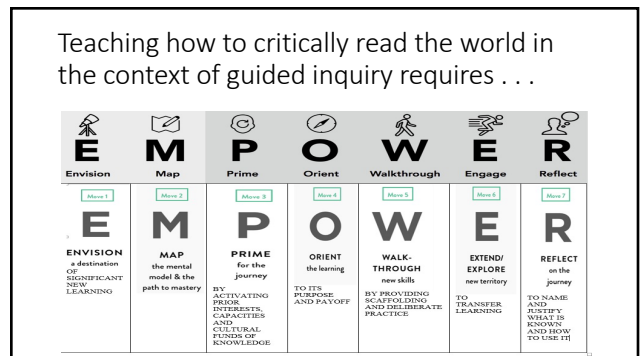 Teaching how to critically read the world in
the context of guided inquiry requires . . .
E M P O W E R
Envision Map Prime Orient Walkthrough Engage Reflect
Move 1
E
ENVISION
a destination
OF
SIGNIFICANT
NEW
LEARNING
Move 2
M
MAP
the mental
model & the
path to mastery
Move 3
P
PRIME
for the
journey
BY
ACTIVATING
PRIOR
INTERESTS,
CAPACITIES
AND
CULTURAL
FUNDS OF
KNOWLEDGE
Move 4
O
ORIENT
the learning
TO ITS
PURPOSE
AND PAYOFF
Move 5
W
WALK-
THROUGH
new skills
BY PROVIDING
SCAFFOLDING
AND DELIBERATE
PRACTICE
Move 6
E
EXTEND/
EXPLORE
new territory
TO
TRANSFER
LEARNING
Move 7
R
REFLECT
on the
journey
TO NAME
AND
JUSTIFY
WHAT IS
KNOWN
AND HOW
TO USE IT